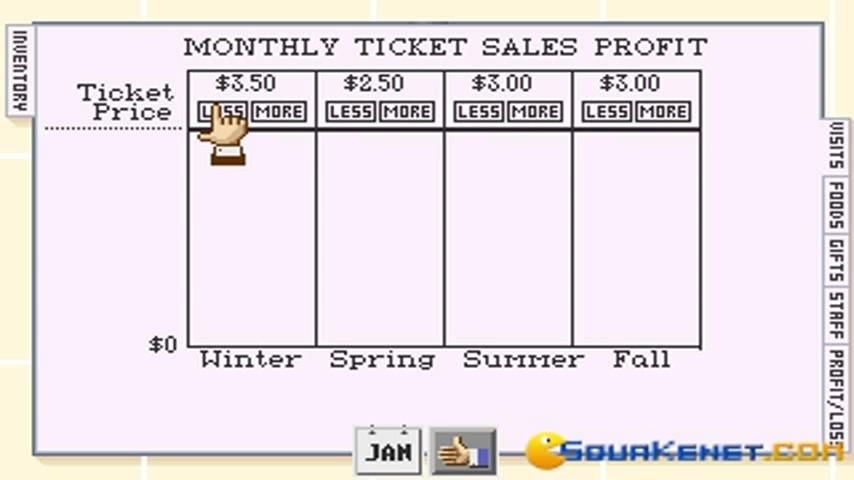 MONTHLY TICKET SALES PROFIT
INVENTORY
Ticket Price
$3.50 $2.50 $3.00 $3.00
LESS MORE LESS MORE LESS MORE LESS MORE
VISITS
FOODS
GIFTS
STAFF
PROFIT/LOSS
$0
Winter Spring Summer Fall
JAN
SQUAKENET.COM